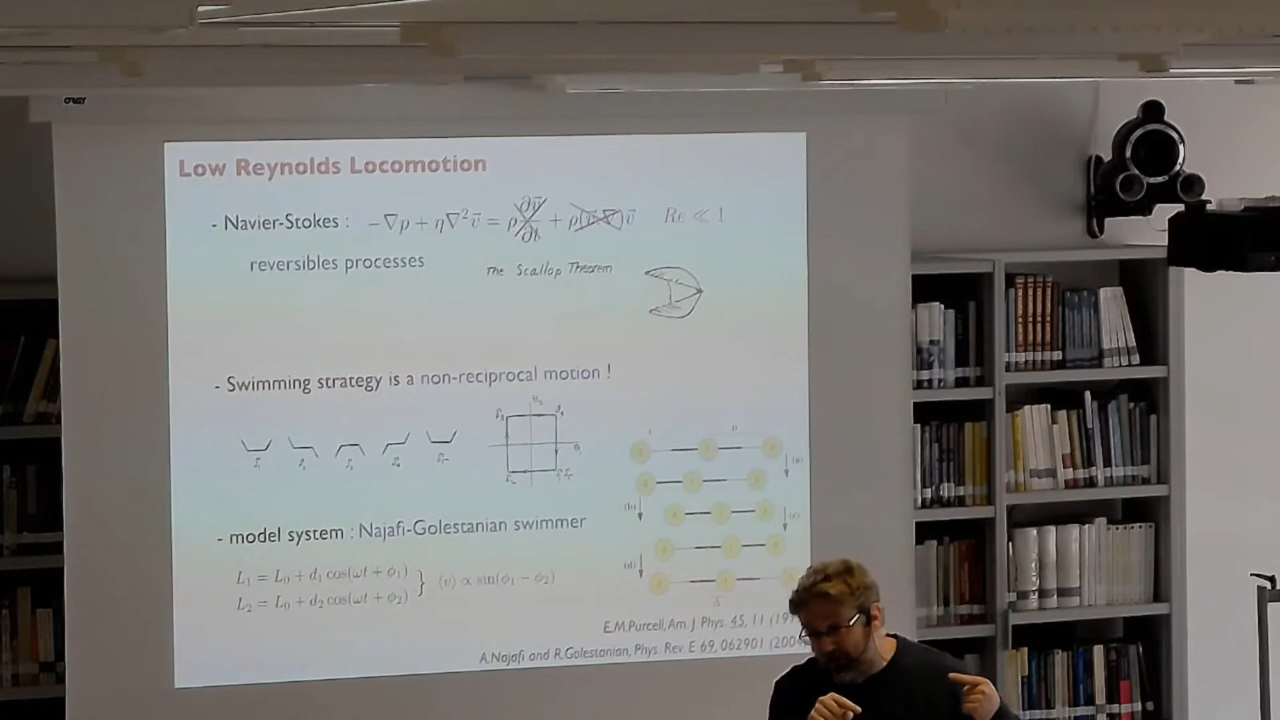 Low Reynolds Locomotion
- Navier-Stokes : −∇p + η∇²v⃗ = ρ ∂v⃗/∂t + ρ(v⃗·∇)v⃗ Re ≪ 1
reversibles processes
The Scallop Theorem
- Swimming strategy is a non-reciprocal motion !
(a)
(b)
(c)
(d)
- model system : Najafi-Golestanian swimmer
L₁ = L₀ + d₁ cos(ωt + ϕ₁)
L₂ = L₀ + d₂ cos(ωt + ϕ₂)
} ⟨v⟩ ∝ sin(ϕ₁ − ϕ₂)
E.M.Purcell, Am. J. Phys. 45, 11
A.Najafi and R.Golestanian, Phys. Rev. E 69, 062901